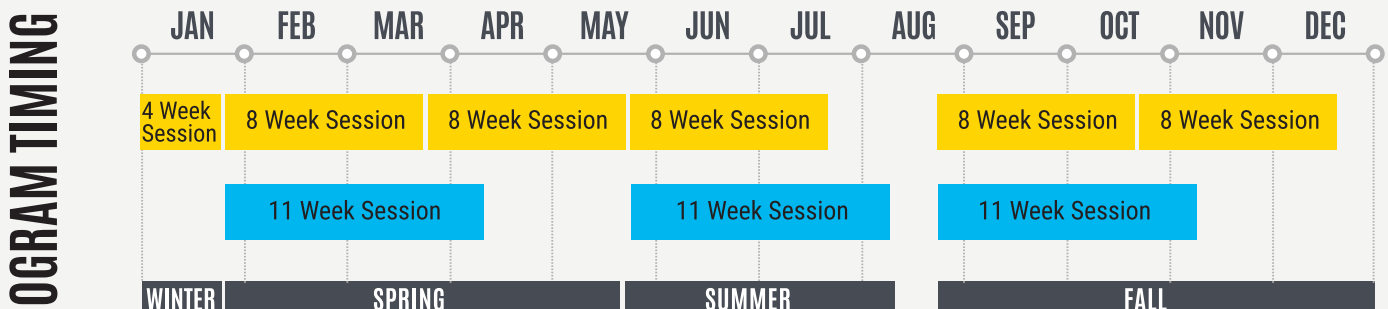 OGRAM TIMING
JAN FEB MAR APR MAY JUN JUL AUG SEP OCT NOV DEC
4 Week
Session
8 Week Session 8 Week Session 8 Week Session 8 Week Session 8 Week Session
11 Week Session 11 Week Session 11 Week Session
WINTER SPRING SUMMER FALL